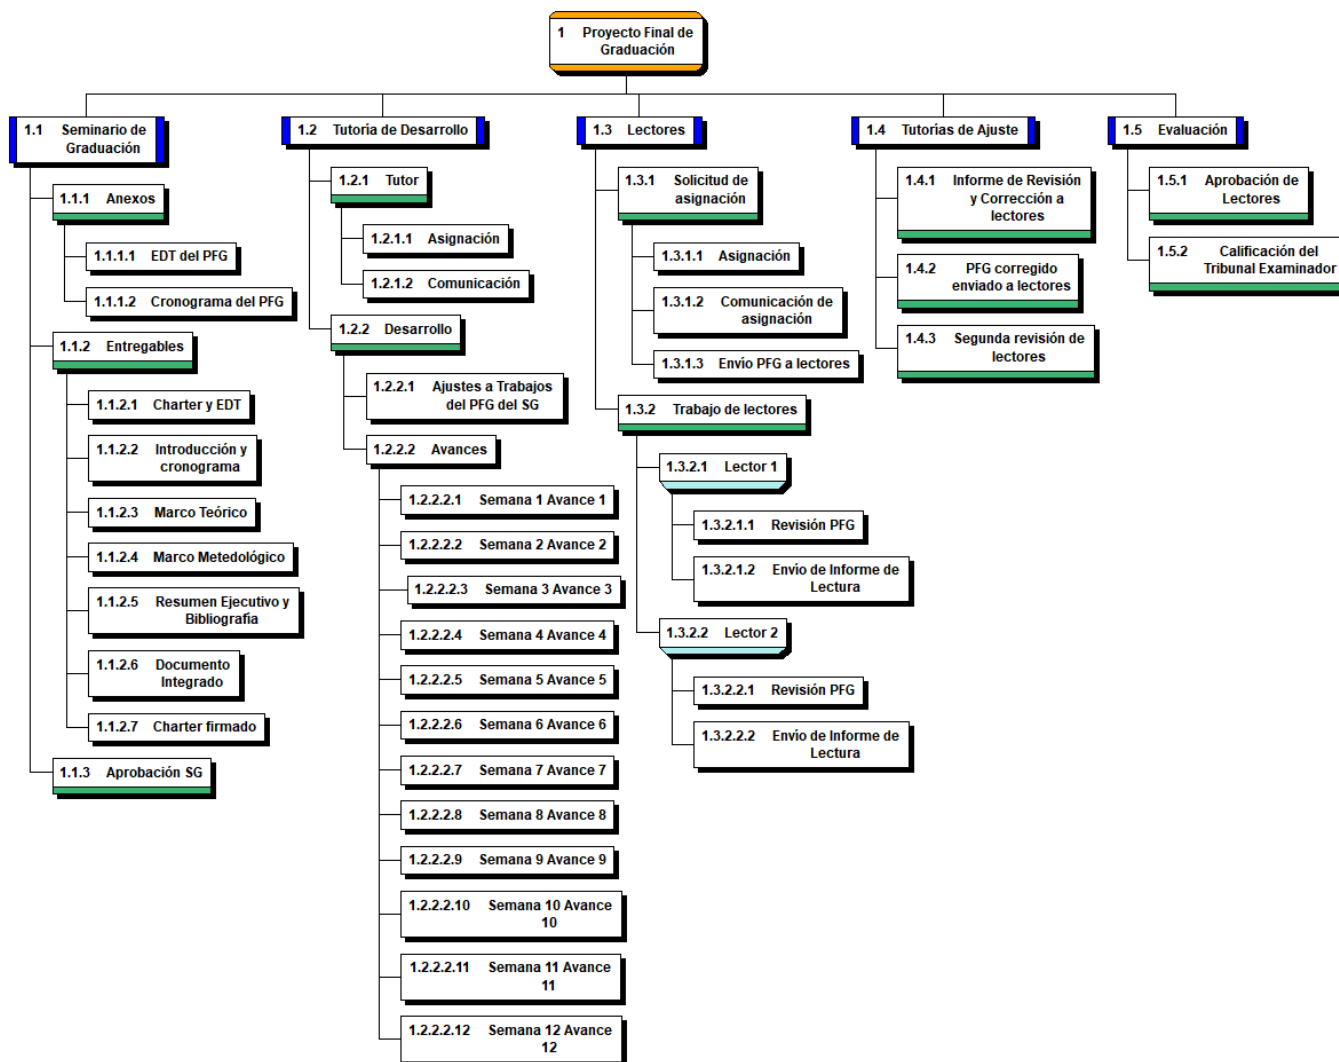 1 Proyecto Final de
Graduación
1.1 Seminario de
Graduación
1.1.1 Anexos
1.1.1.1 EDT del PFG
1.1.1.2 Cronograma del PFG
1.1.2 Entregables
1.1.2.1 Charter y EDT
1.1.2.2 Introducción y
cronograma
1.1.2.3 Marco Teórico
1.1.2.4 Marco Metedológico
1.1.2.5 Resumen Ejecutivo y
Bibliografía
1.1.2.6 Documento
Integrado
1.1.2.7 Charter firmado
1.1.3 Aprobación SG
1.2 Tutoría de Desarrollo
1.2.1 Tutor
1.2.1.1 Asignación
1.2.1.2 Comunicación
1.2.2 Desarrollo
1.2.2.1 Ajustes a Trabajos
del PFG del SG
1.2.2.2 Avances
1.2.2.2.1 Semana 1 Avance 1
1.2.2.2.2 Semana 2 Avance 2
1.2.2.2.3 Semana 3 Avance 3
1.2.2.2.4 Semana 4 Avance 4
1.2.2.2.5 Semana 5 Avance 5
1.2.2.2.6 Semana 6 Avance 6
1.2.2.2.7 Semana 7 Avance 7
1.2.2.2.8 Semana 8 Avance 8
1.2.2.2.9 Semana 9 Avance 9
1.2.2.2.10 Semana 10 Avance
10
1.2.2.2.11 Semana 11 Avance
11
1.2.2.2.12 Semana 12 Avance
12
1.3 Lectores
1.3.1 Solicitud de
asignación
1.3.1.1 Asignación
1.3.1.2 Comunicación de
asignación
1.3.1.3 Envío PFG a lectores
1.3.2 Trabajo de lectores
1.3.2.1 Lector 1
1.3.2.1.1 Revisión PFG
1.3.2.1.2 Envio de Informe de
Lectura
1.3.2.2 Lector 2
1.3.2.2.1 Revisión PFG
1.3.2.2.2 Envio de Informe de
Lectura
1.4 Tutorías de Ajuste
1.4.1 Informe de Revisión
y Corrección a
lectores
1.4.2 PFG corregido
enviado a lectores
1.4.3 Segunda revisión de
lectores
1.5 Evaluación
1.5.1 Aprobación de
Lectores
1.5.2 Calificación del
Tribunal Examinador